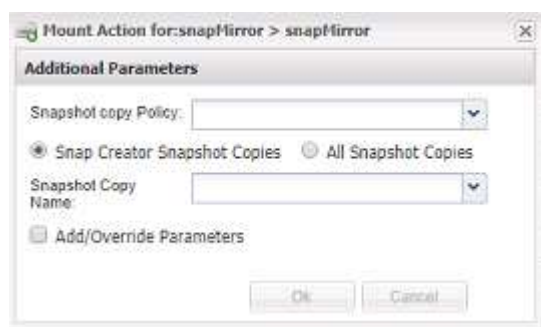 Mount Action for:snapMirror > snapMirror
Additional Parameters
Snapshot copy Policy:
Snap Creator Snapshot Copies All Snapshot Copies
Snapshot Copy
Name:
Add/Override Parameters
Ok Cancel